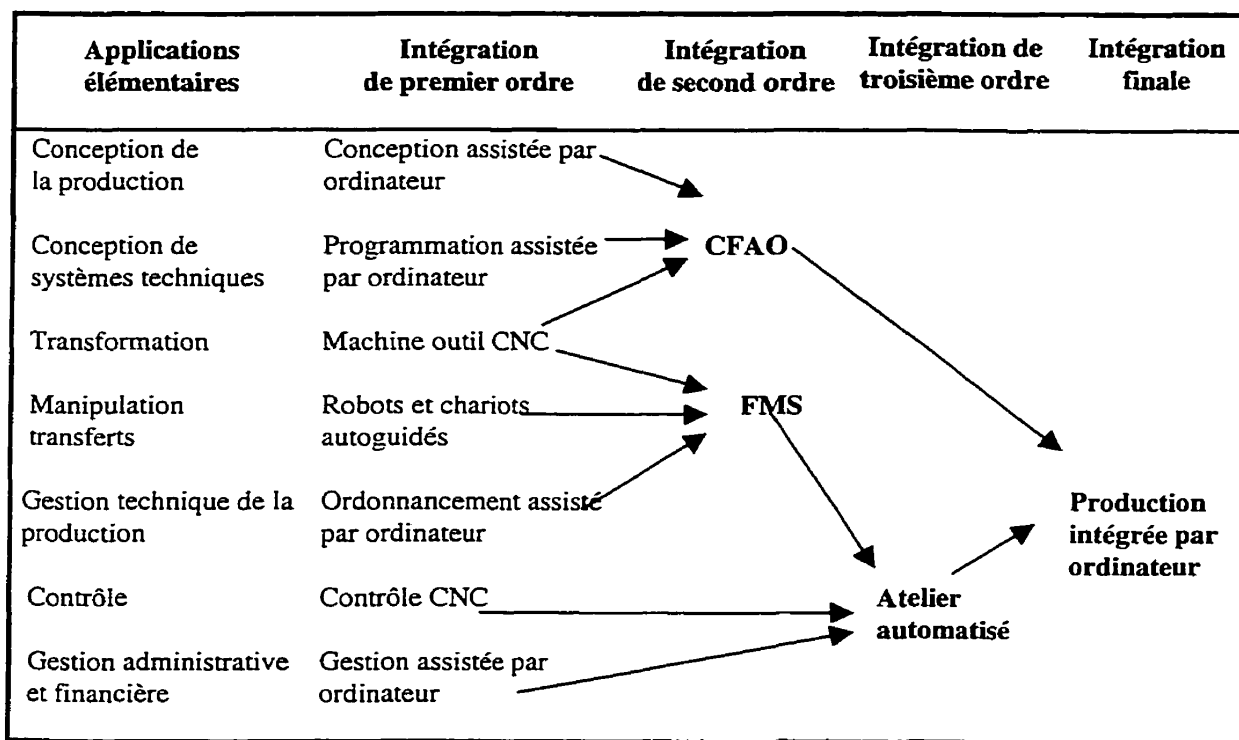 Applications
élémentaires
Intégration
de premier ordre
Intégration
de second ordre
Intégration de
troisième ordre
Intégration
finale
Conception de
la production
Conception assistée par
ordinateur
Conception de
systèmes techniques
Programmation assistée
par ordinateur
CFAO
Transformation
Machine outil CNC
Manipulation
transferts
Robots et chariots
autoguidés
FMS
Gestion technique de la
production
Ordonnancement assisté
par ordinateur
Production
intégrée par
ordinateur
Contrôle
Contrôle CNC
Atelier
automatisé
Gestion administrative
et financière
Gestion assistée par
ordinateur